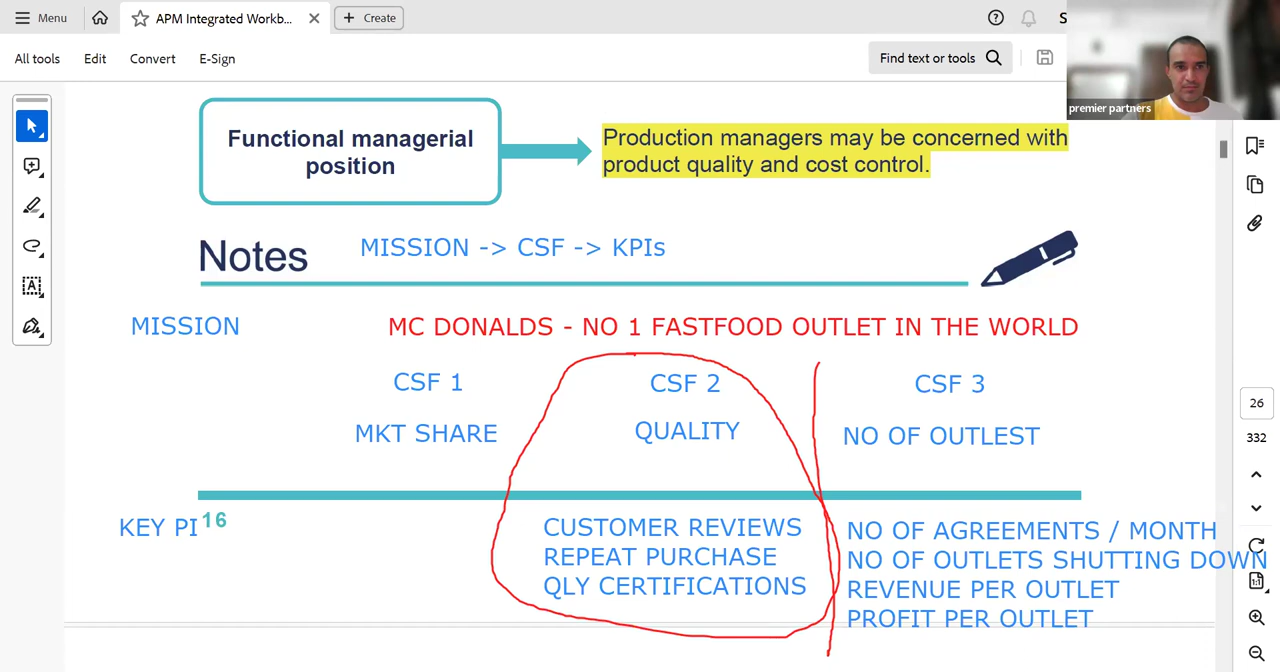 Menu
APM Integrated Workb...
Create
All tools
Edit
Convert
E-Sign
Find text or tools
premier partners
Functional managerial
position
Production managers may be concerned with
product quality and cost control.
Notes
MISSION -> CSF -> KPIs
MISSION
MC DONALDS - NO 1 FASTFOOD OUTLET IN THE WORLD
CSF 1
CSF 2
CSF 3
MKT SHARE
QUALITY
NO OF OUTLEST
KEY PI
16
CUSTOMER REVIEWS
REPEAT PURCHASE
QLY CERTIFICATIONS
NO OF AGREEMENTS / MONTH
NO OF OUTLETS SHUTTING DOWN
REVENUE PER OUTLET
PROFIT PER OUTLET
26
332
1:1